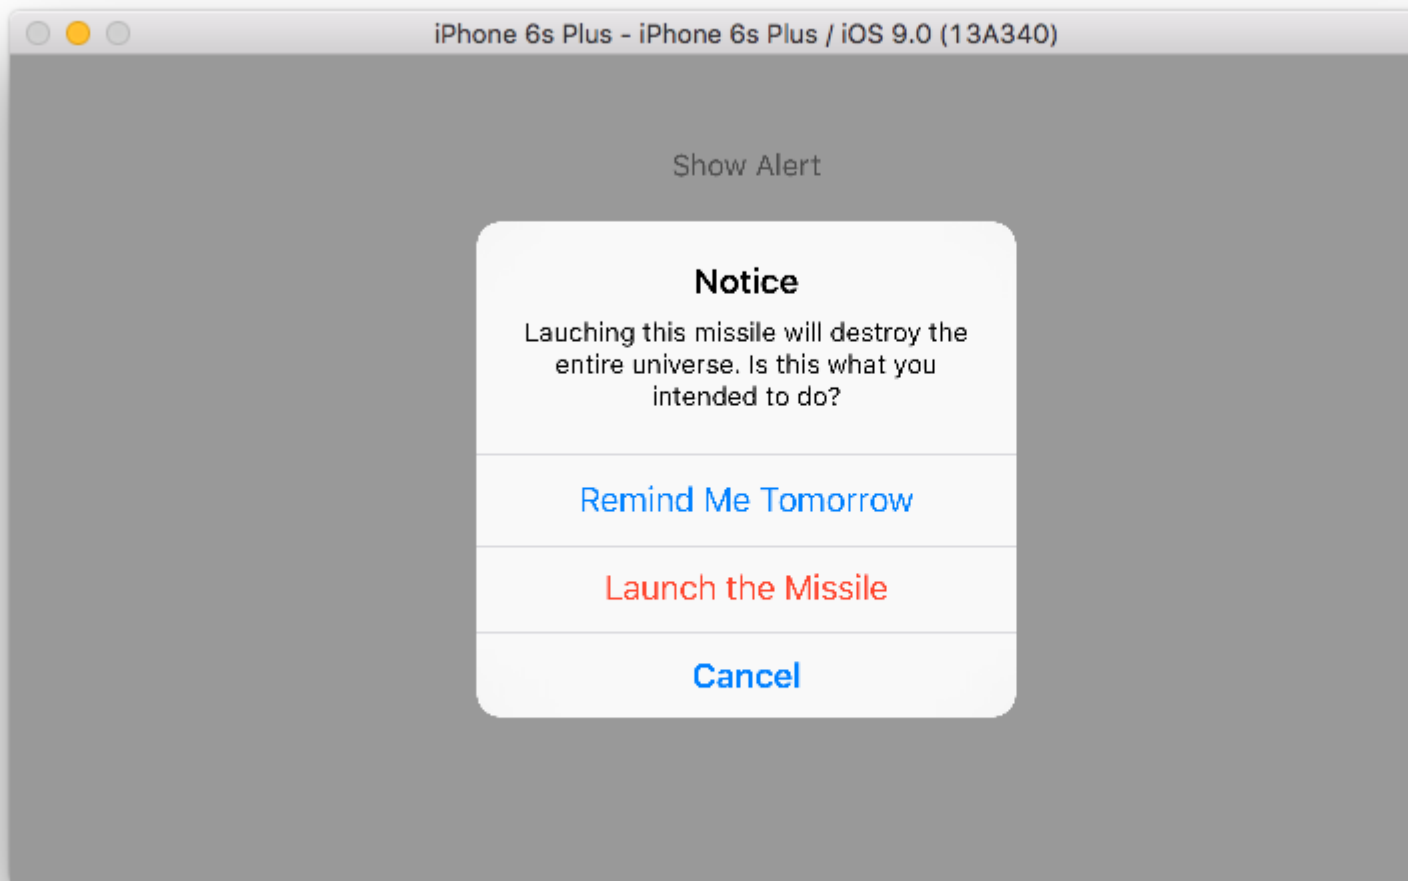 iPhone 6s Plus - iPhone 6s Plus / iOS 9.0 (13A340)
Show Alert
Notice
Lauching this missile will destroy the
entire universe. Is this what you
intended to do?
Remind Me Tomorrow
Launch the Missile
Cancel